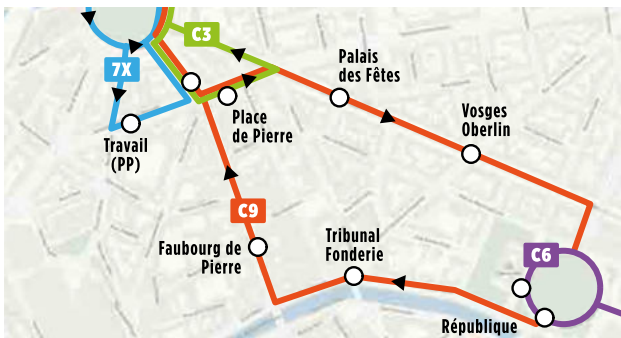 C3
7X
Palais
des Fêtes
Place
de Pierre
Vosges
Oberlin
Travail
(PP)
C9
Faubourg de
Pierre
Tribunal
Fonderie
C6
République